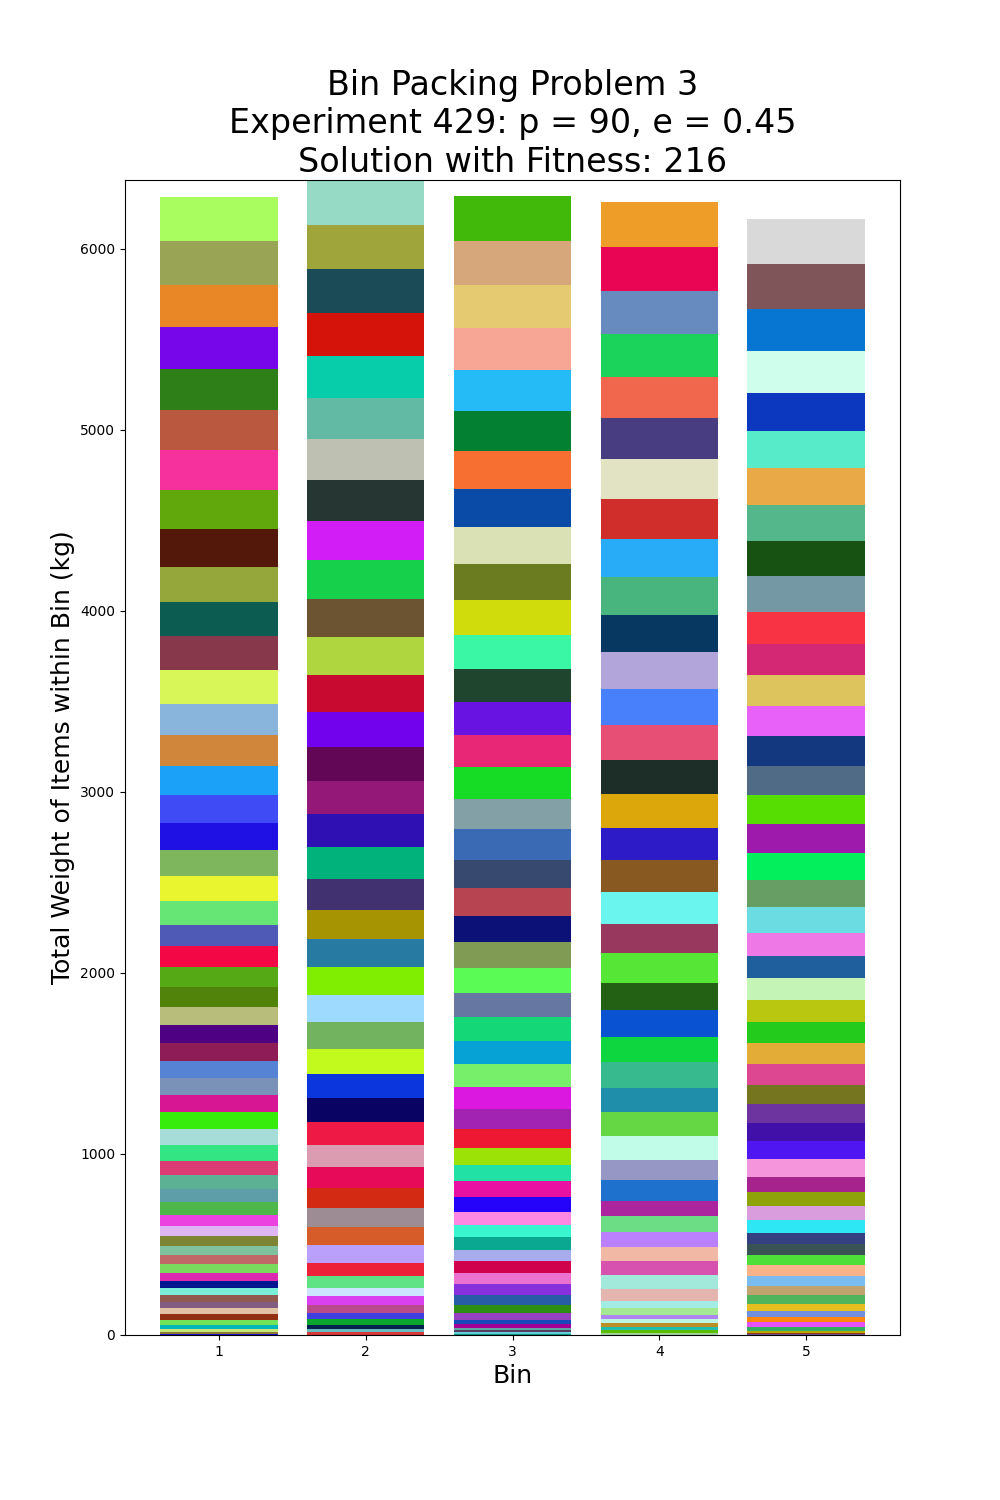 Bin Packing Problem 3
Experiment 429: p = 90, e = 0.45
Solution with Fitness: 216
Total Weight of Items within Bin (kg)
6000
5000
4000
3000
2000
1000
0
1 2 3 4 5
Bin